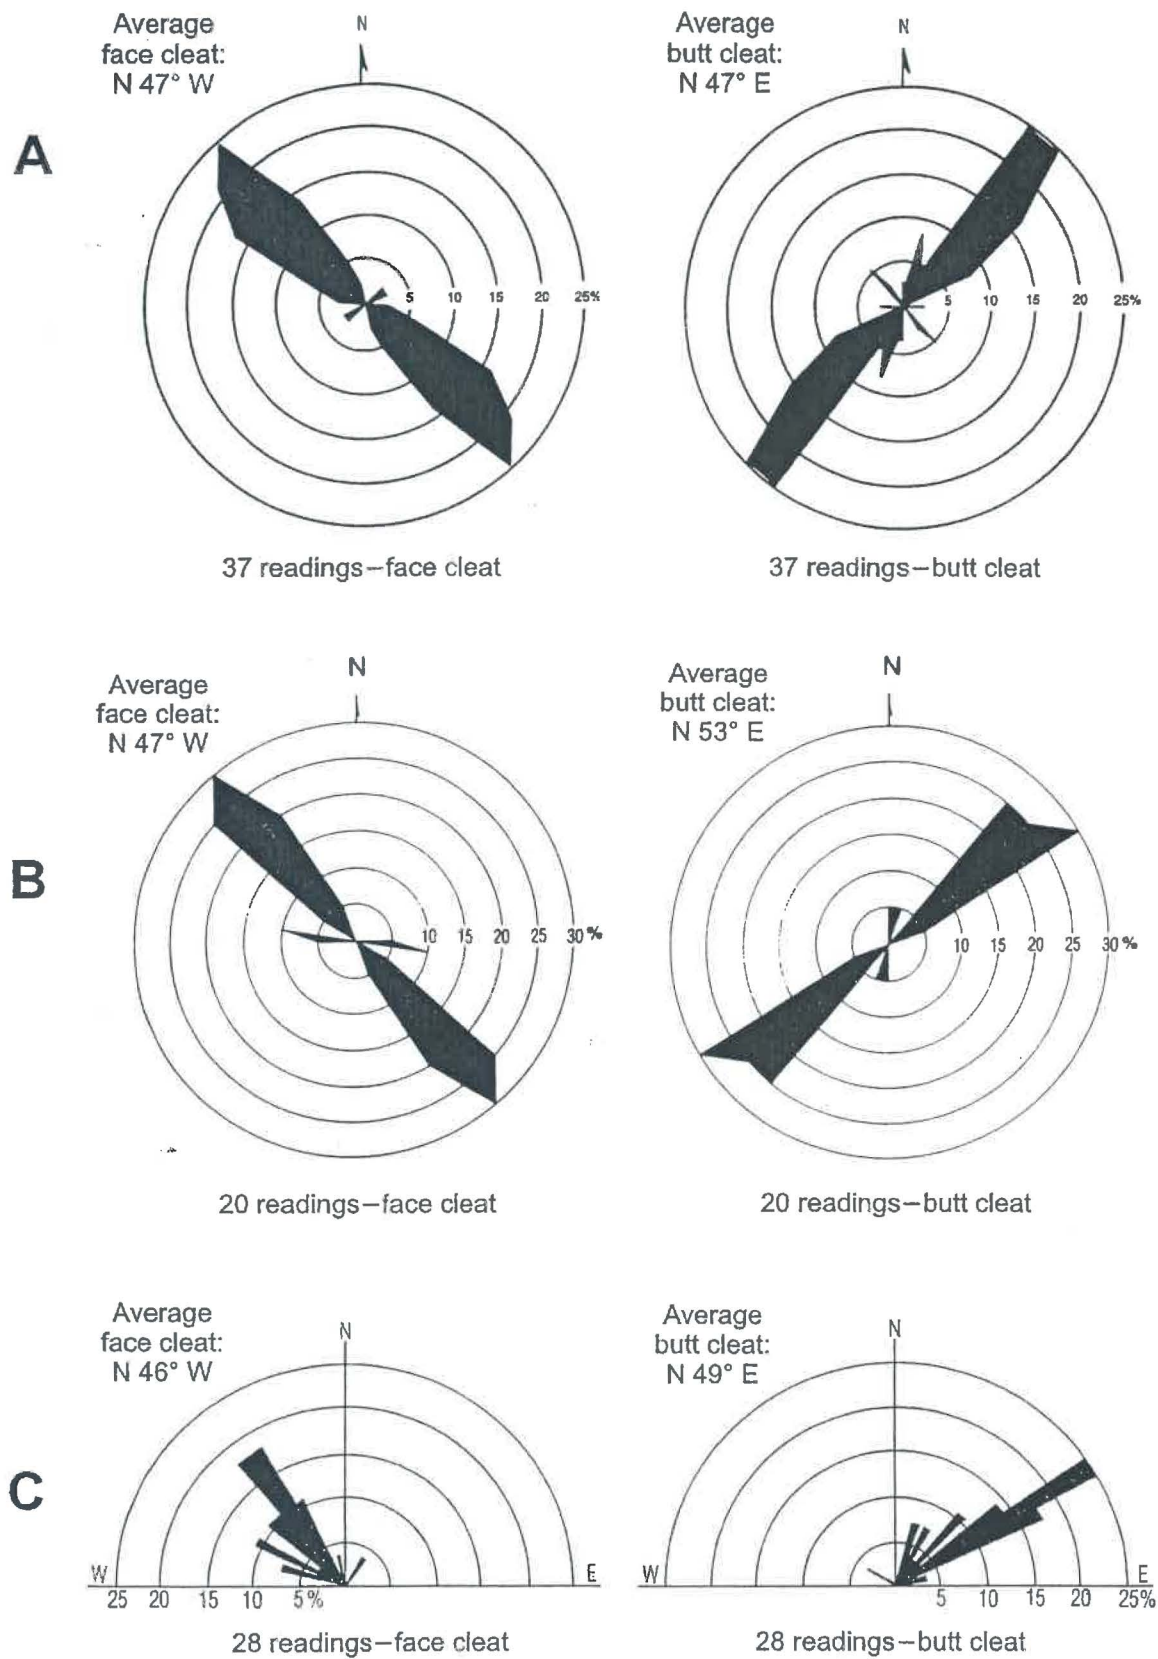 Average
face cleat:
N 47° W
N
Average
butt cleat:
N 47° E
N
A
5 10 15 20 25%
5 10 15 20 25%
37 readings–face cleat
37 readings–butt cleat
Average
face cleat:
N 47° W
N
Average
butt cleat:
N 53° E
N
B
10 15 20 25 30%
10 15 20 25 30%
20 readings–face cleat
20 readings–butt cleat
Average
face cleat:
N 46° W
N
Average
butt cleat:
N 49° E
N
C
W E
25 20 15 10 5%
W E
5 10 15 20 25%
28 readings–face cleat
28 readings–butt cleat